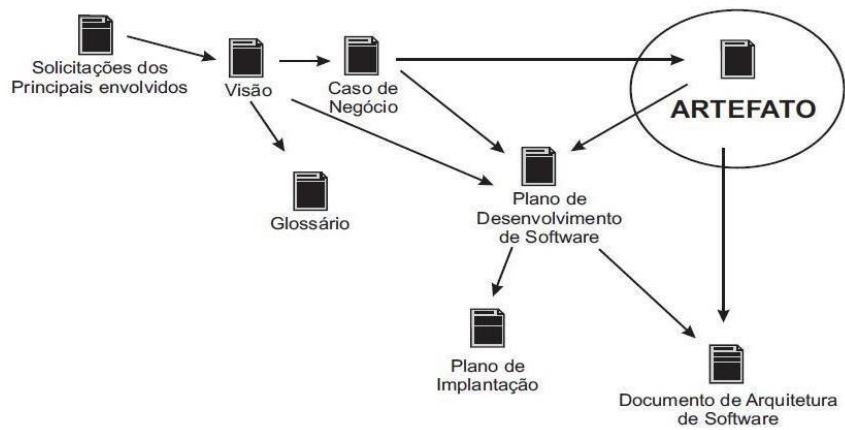 Solicitações dos
Principais envolvidos
Visão
Caso de
Negócio
ARTEFATO
Glossário
Plano de
Desenvolvimento
de Software
Plano de
Implantação
Documento de Arquitetura
de Software